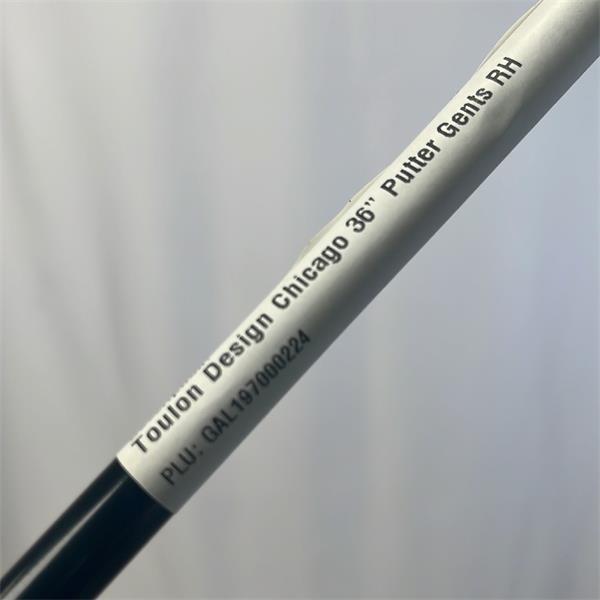 Toulon Design Chicago 36" Putter Gents RH
PLU: GAL197000224